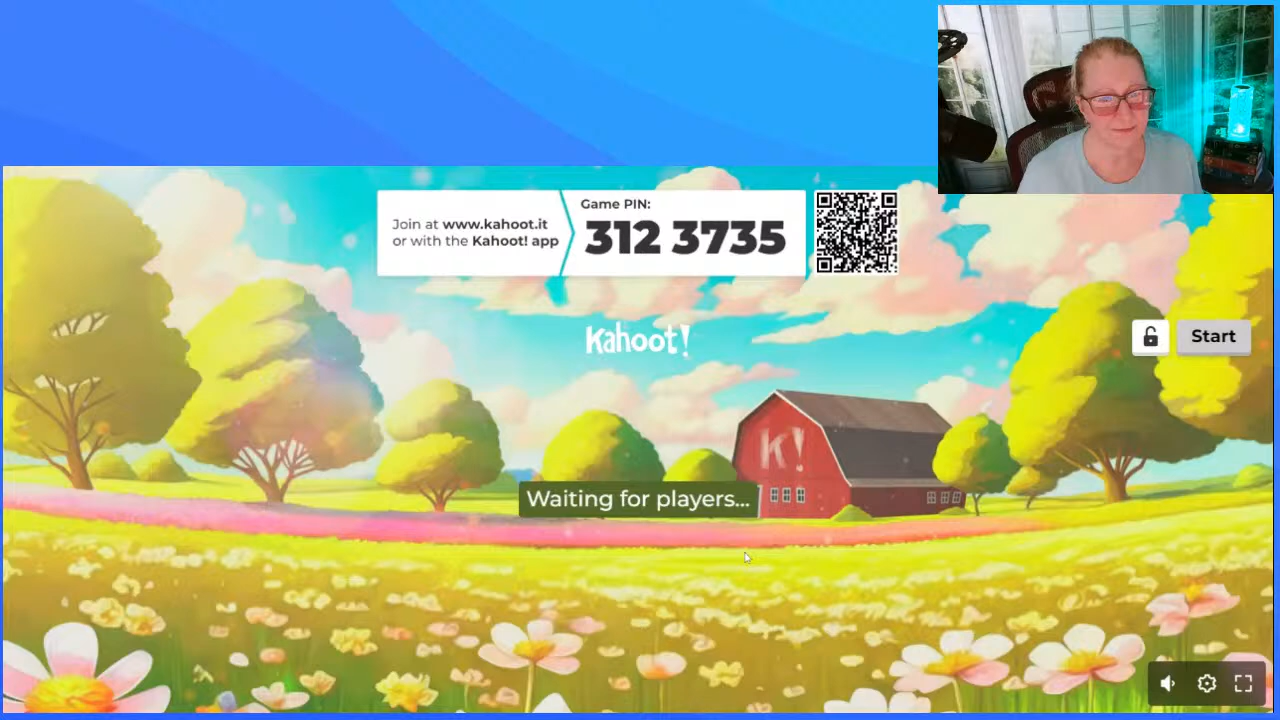 Join at www.kahoot.it
or with the Kahoot! app
Game PIN:
312 3735
Kahoot!
Start
K!
Waiting for players...